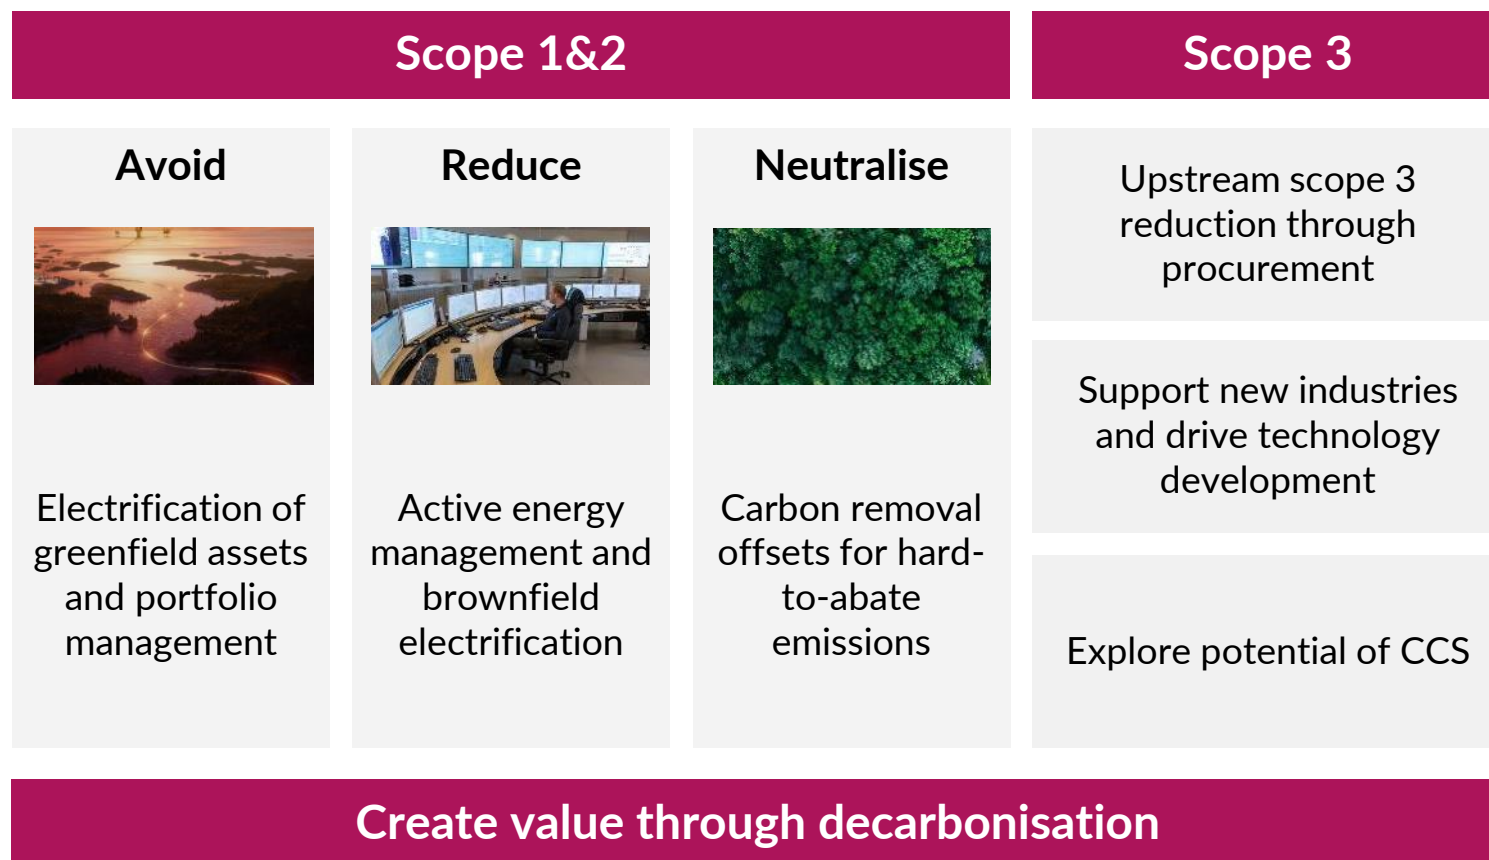 Scope 1&2
Scope 3
Avoid
Electrification of
greenfield assets
and portfolio
management
Reduce
Active energy
management and
brownfield
electrification
Neutralise
Carbon removal
offsets for hard-
to-abate
emissions
Upstream scope 3
reduction through
procurement
Support new industries
and drive technology
development
Explore potential of CCS
Create value through decarbonisation